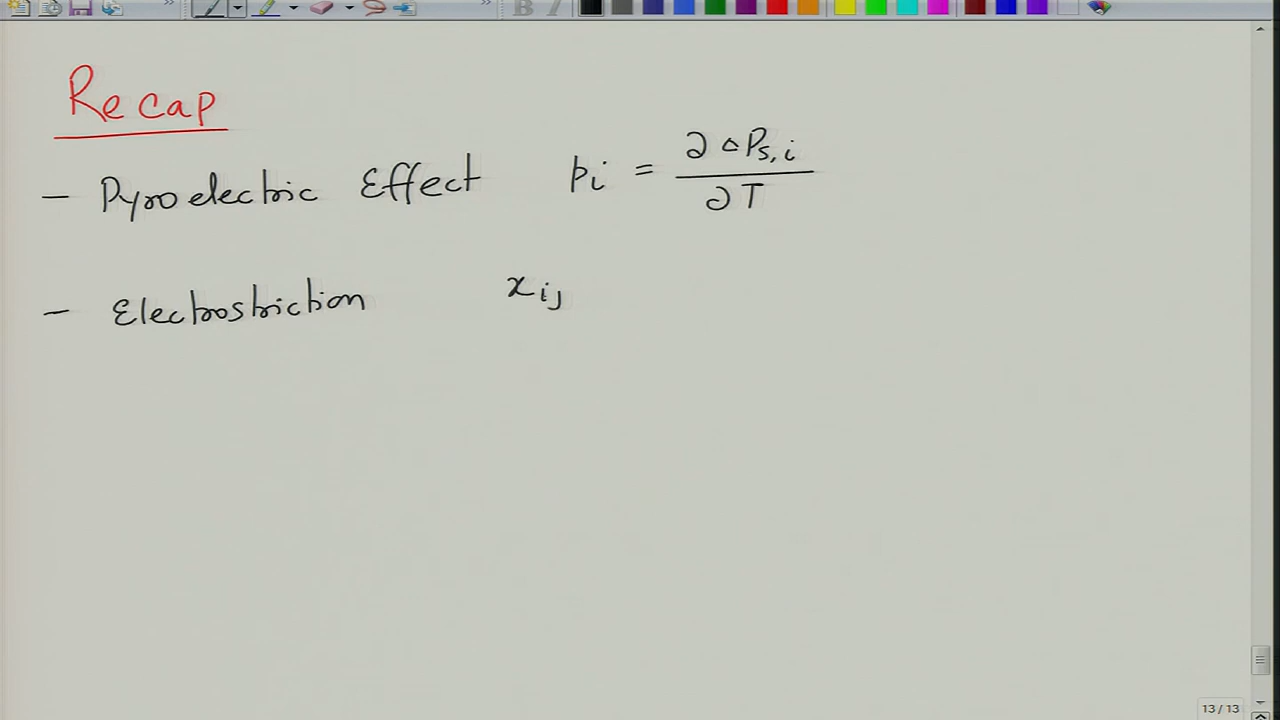 Recap
- Pyroelectric Effect pi = ∂ΔPs,i / ∂T
- Electrostriction xij
13 / 13